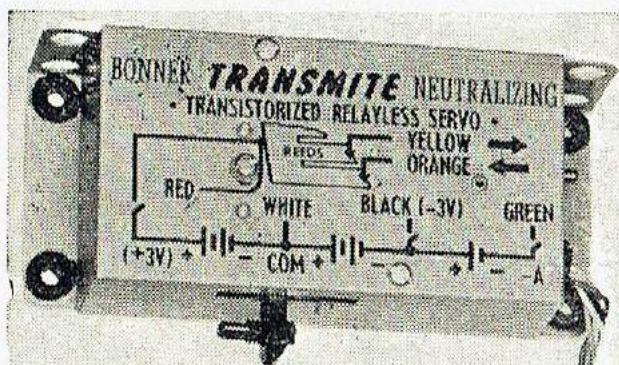 BONNER TRANSMITE NEUTRALIZING
• TRANSISTORIZED RELAYLESS SERVO •
REEDS
YELLOW
ORANGE
RED
WHITE
BLACK (-3V)
GREEN
(+3V) + - COM + - + - -A